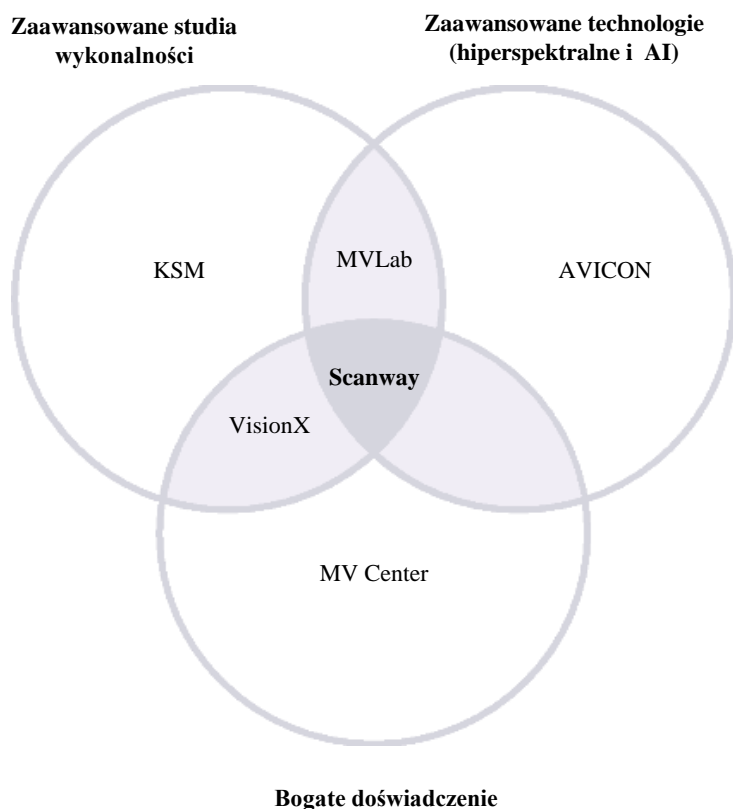 Zaawansowane studia
wykonalności
Zaawansowane technologie
(hiperspektralne i AI)
KSM
MVLab
AVICON
Scanway
VisionX
MV Center
Bogate doświadczenie